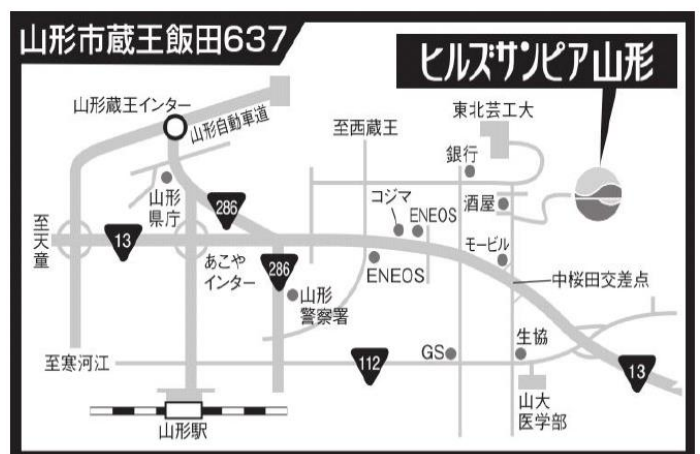 山形市蔵王飯田637
ヒルズサンピア山形
山形蔵王インター
山形自動車道
至西蔵王
東北芸工大
銀行
山形
県庁
286
コジマ
ENEOS
酒屋
至天童
13
あこや
インター
286
ENEOS
モービル
山形
警察署
中桜田交差点
至寒河江
112
GS
生協
13
山大
医学部
山形駅